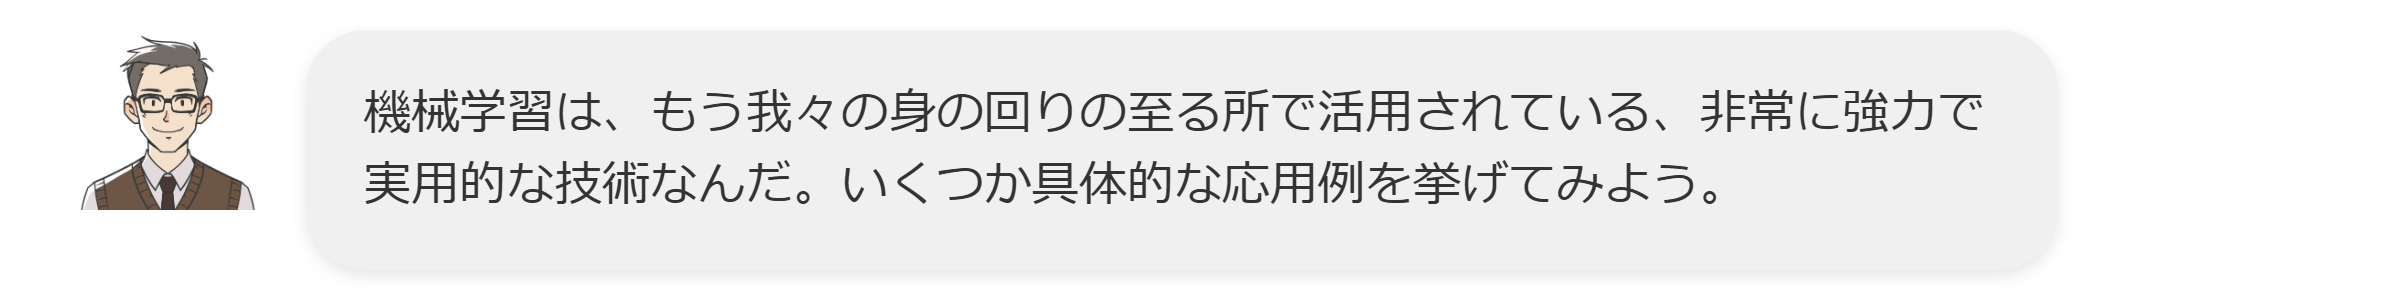 機械学習は、もう我々の身の回りの至る所で活用されている、非常に強力で
実用的な技術なんだ。いくつか具体的な応用例を挙げてみよう。